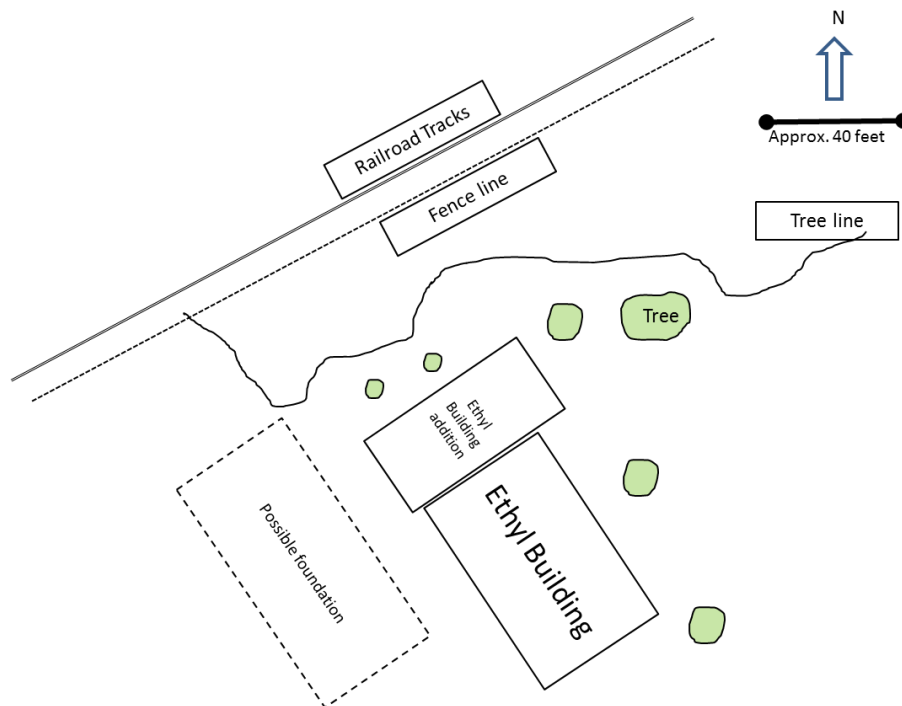 N
Approx. 40 feet
Railroad Tracks
Fence line
Tree line
Tree
Ethyl
Building
addition
Ethyl Building
Possible foundation